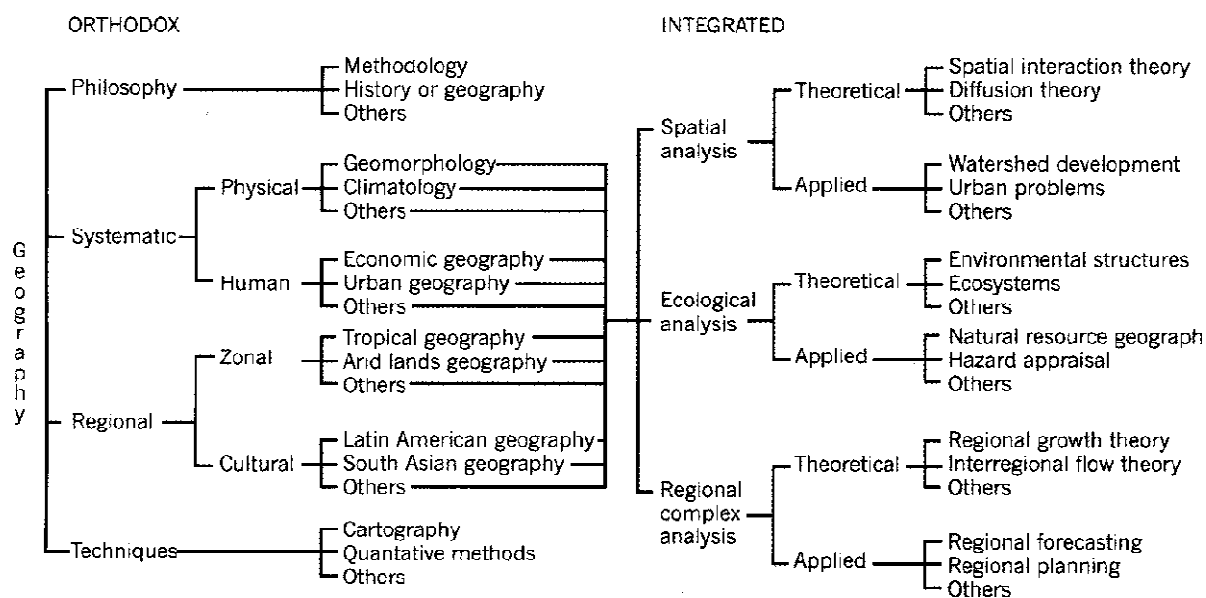 ORTHODOX
INTEGRATED
Geography
Philosophy
Methodology
History or geography
Others
Systematic
Physical
Geomorphology
Climatology
Others
Human
Economic geography
Urban geography
Others
Regional
Zonal
Tropical geography
Arid lands geography
Others
Cultural
Latin American geography
South Asian geography
Others
Techniques
Cartography
Quantative methods
Others
Spatial
analysis
Theoretical
Spatial interaction theory
Diffusion theory
Others
Applied
Watershed development
Urban problems
Others
Ecological
analysis
Theoretical
Environmental structures
Ecosystems
Others
Applied
Natural resource geograph
Hazard appraisal
Others
Regional
complex
analysis
Theoretical
Regional growth theory
Interregional flow theory
Others
Applied
Regional forecasting
Regional planning
Others